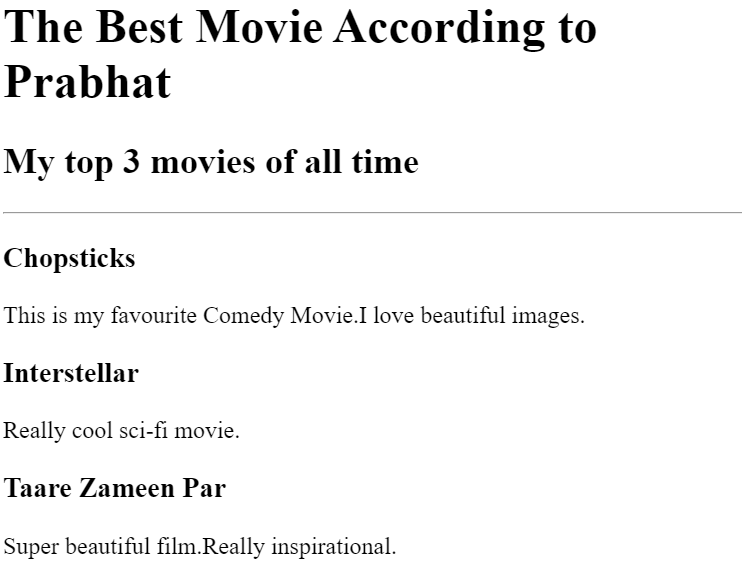 The Best Movie According to
Prabhat
My top 3 movies of all time
Chopsticks
This is my favourite Comedy Movie.I love beautiful images.
Interstellar
Really cool sci-fi movie.
Taare Zameen Par
Super beautiful film.Really inspirational.